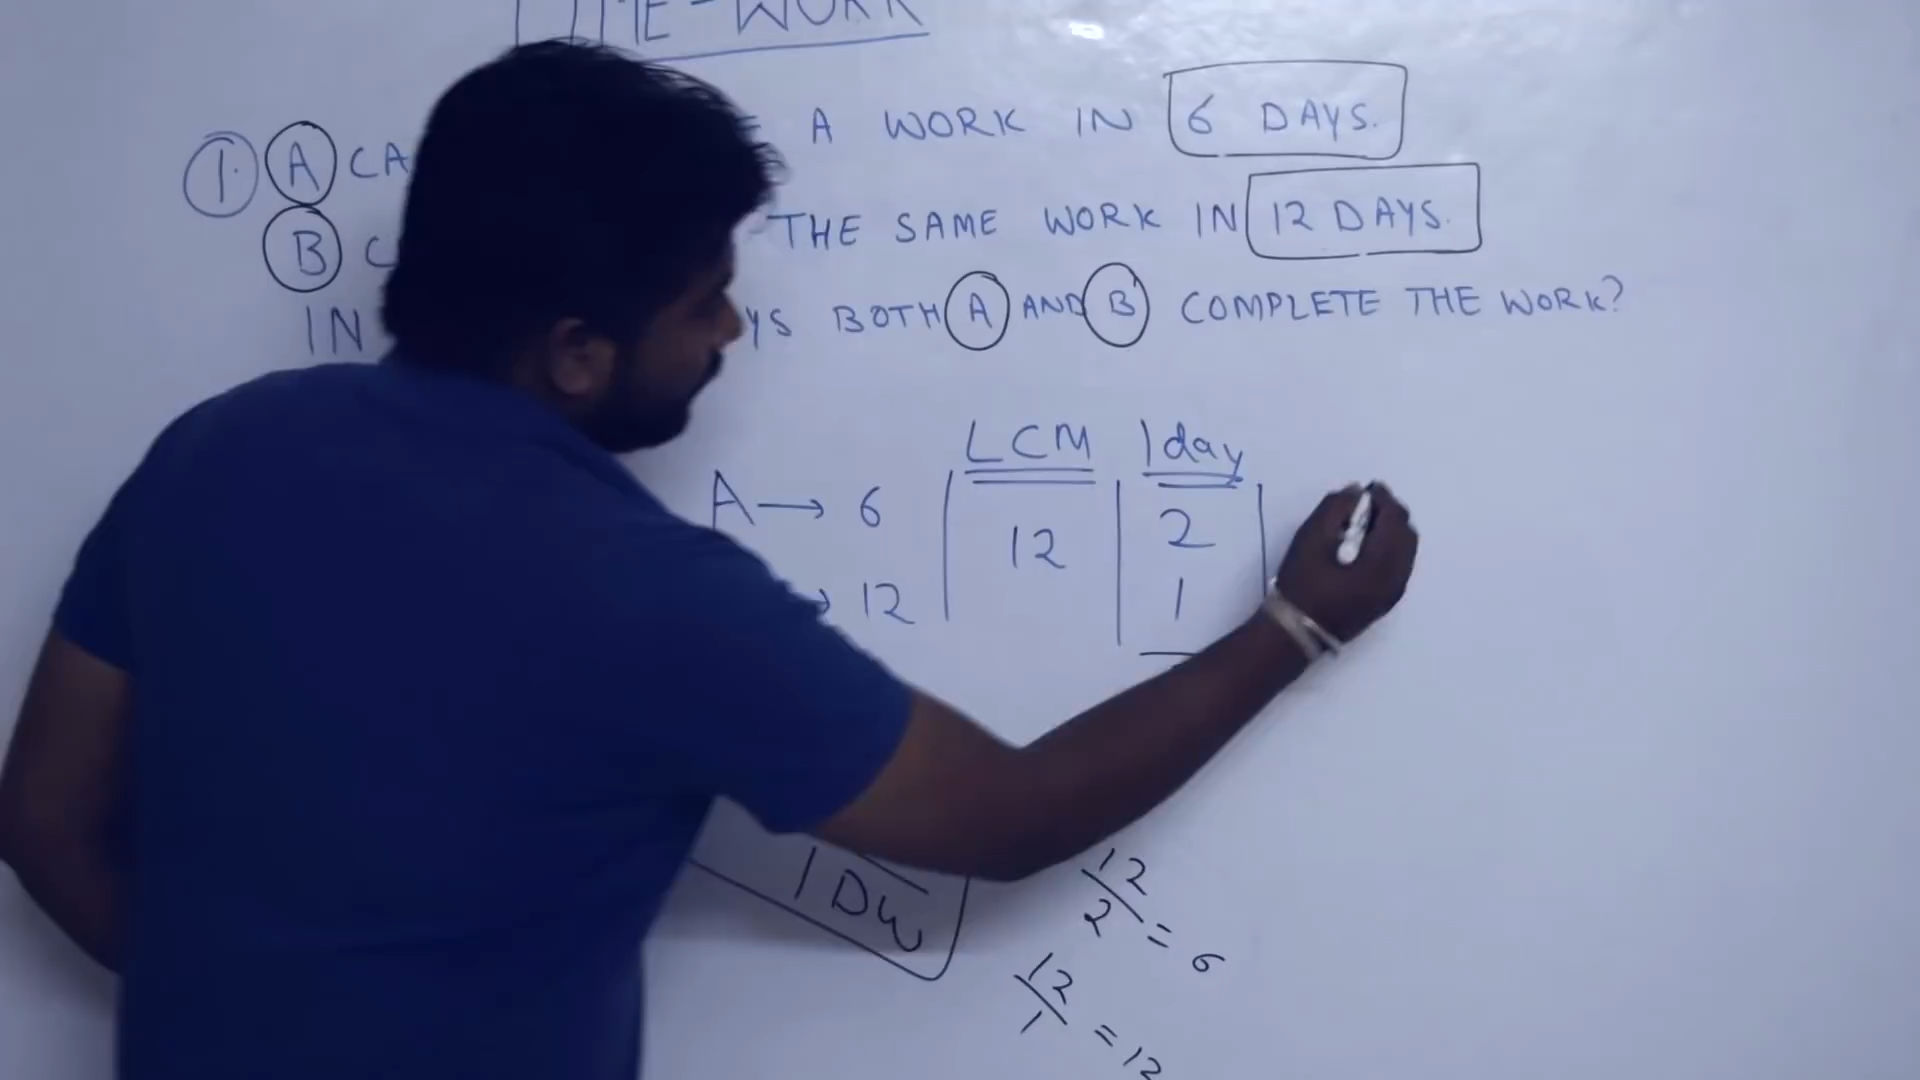 WORK
1. A CA A WORK IN 6 DAYS.
B C THE SAME WORK IN 12 DAYS.
IN YS BOTH A AND B COMPLETE THE WORK?
LCM 1day
A → 6 12 2
→ 12 1
1DW
12/2 = 6
12/1 = 12